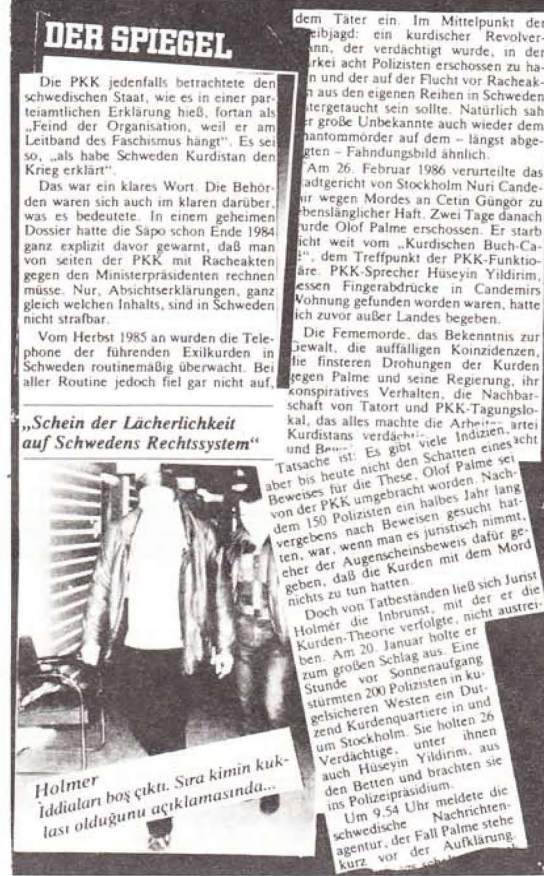 DER SPIEGEL
Die PKK jedenfalls betrachtete den
schwedischen Staat, wie es in einer par-
teiamtlichen Erklärung hieß, fortan als
„Feind der Organisation, weil er am
Leitband des Faschismus hängt". Es sei
so, „als habe Schweden Kurdistan den
Krieg erklärt".
Das war ein klares Wort. Die Behör-
den waren sich auch im klaren darüber,
was es bedeutete. In einem geheimen
Dossier hatte die Säpo schon Ende 1984
ganz explizit davor gewarnt, daß man
von seiten der PKK mit Racheakten
gegen den Ministerpräsidenten rechnen
müsse. Nur, Absichtserklärungen, ganz
gleich welchen Inhalts, sind in Schweden
nicht strafbar.
Vom Herbst 1985 an wurden die Tele-
phone der führenden Exilkurden in
Schweden routinemäßig überwacht. Bei
aller Routine jedoch fiel gar nicht auf,
„Schein der Lächerlichkeit
auf Schwedens Rechtssystem"
Holmer
İddiaları boş çıktı. Sıra kimin kuk-
lası olduğunu açıklamasında...
dem Täter ein. Im Mittelpunkt der
eibjagd: ein kurdischer Revolver-
ann, der verdächtigt wurde, in der
rkei acht Polizisten erschossen zu ha-
n und der auf der Flucht vor Racheak-
n aus den eigenen Reihen in Schweden
tergetaucht sein sollte. Natürlich sah
er große Unbekannte auch wieder dem
hantommörder auf dem – längst abge-
gten – Fahndungsbild ähnlich.
Am 26. Februar 1986 verurteilte das
adtgericht von Stockholm Nuri Cande-
ir wegen Mordes an Cetin Güngör zu
ebenslänglicher Haft. Zwei Tage danach
urde Olof Palme erschossen. Er starb
icht weit vom „Kurdischen Buch-Ca-
", dem Treffpunkt der PKK-Funktio-
äre. PKK-Sprecher Hüseyin Yildirim,
essen Fingerabdrücke in Candemirs
Wohnung gefunden worden waren, hatte
ich zuvor außer Landes begeben.
Die Fememorde, das Bekenntnis zur
Gewalt, die auffälligen Koinzidenzen,
die finsteren Drohungen der Kurden
gegen Palme und seine Regierung, ihr
konspiratives Verhalten, die Nachbar-
schaft von Tatort und PKK-Tagungslo-
kal, das alles machte die Arbeiter artei
Kurdistans
und
Tatsache ist: Es gibt viele Indizien,
aber bis heute nicht den Schatten eines
Beweises für die These, Olof Palme sei
von der PKK umgebracht worden. Nach-
dem 150 Polizisten ein halbes Jahr lang
vergebens nach Beweisen gesucht hat-
ten, war, wenn man es juristisch nimmt,
eher der Augenscheinsbeweis dafür ge-
geben, daß die Kurden mit dem Mord
nichts zu tun hatten.
Doch von Tatbeständen ließ sich Jurist
Holmér die Inbrunst, mit der er die
Kurden-Theorie verfolgte, nicht austrei-
ben. Am 20. Januar holte er
zum großen Schlag aus. Eine
Stunde vor Sonnenaufgang
stürmten 200 Polizisten in ku-
gelsicheren Westen ein Dut-
zend Kurdenquartiere in und
um Stockholm. Sie holten 26
Verdächtige, unter ihnen
auch Hüseyin Yildirim, aus
den Betten und brachten sie
ins Polizeipräsidium.
Um 9.54 Uhr meldete die
schwedische Nachrichten-
agentur, der Fall Palme stehe
kurz vor der Aufklärung.